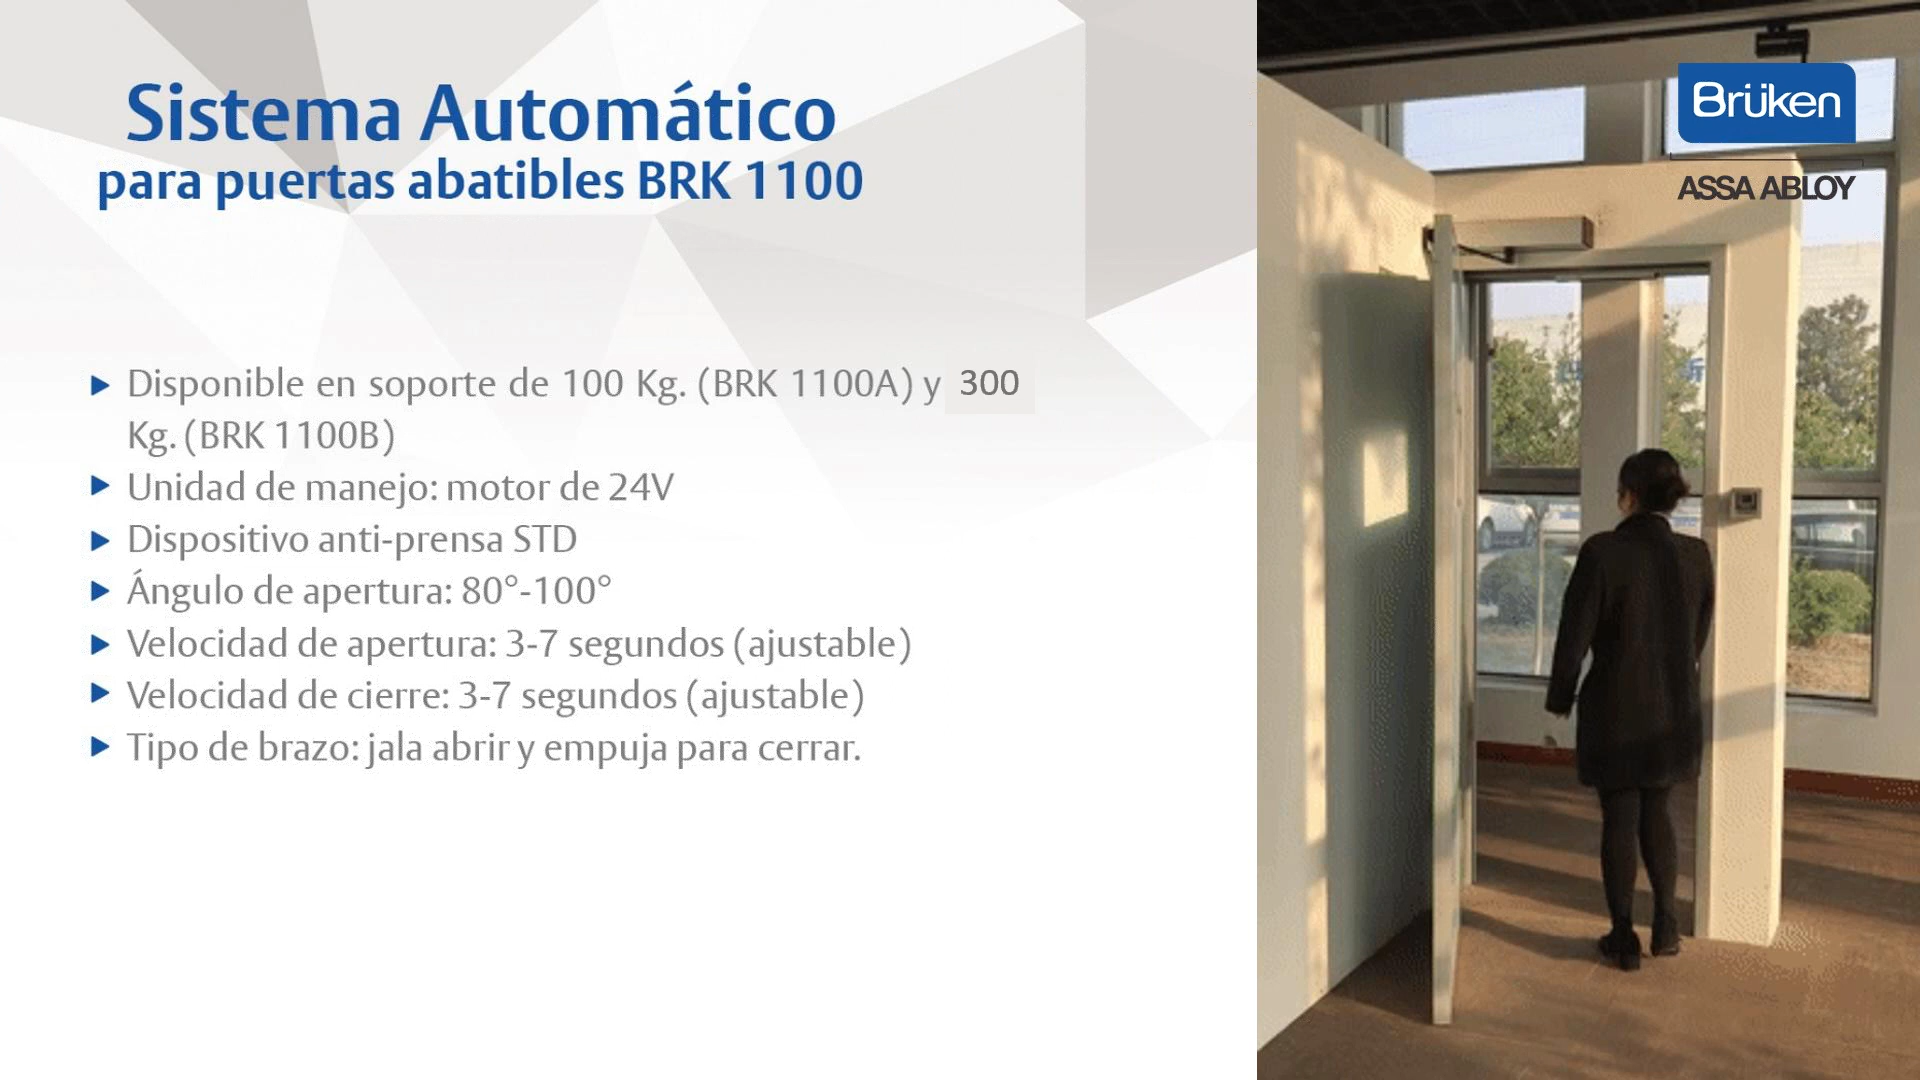 Sistema Automático
para puertas abatibles BRK 1100
Brüken
ASSA ABLOY
Disponible en soporte de 100 Kg. (BRK 1100A) y 300
Kg. (BRK 1100B)
Unidad de manejo: motor de 24V
Dispositivo anti-prensa STD
Ángulo de apertura: 80°-100°
Velocidad de apertura: 3-7 segundos (ajustable)
Velocidad de cierre: 3-7 segundos (ajustable)
Tipo de brazo: jala abrir y empuja para cerrar.